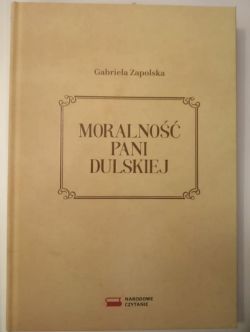 Gabriela Zapolska
MORALNOŚĆ
PANI
DULSKIEJ
NARODOWE
CZYTANIE